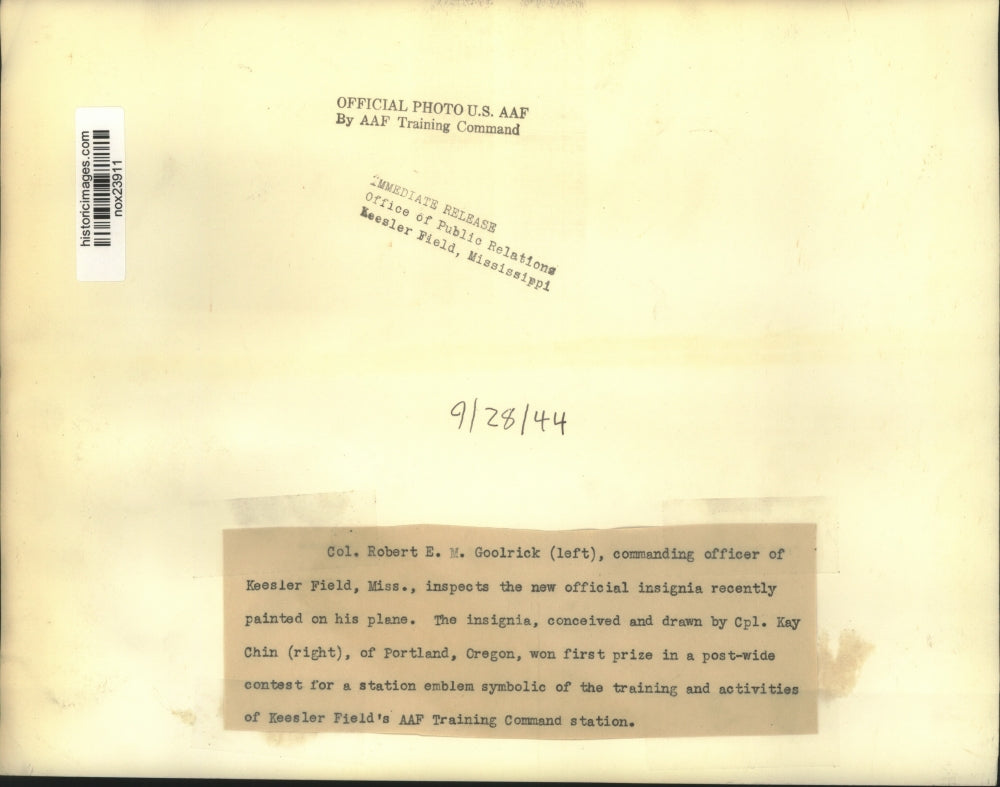 OFFICIAL PHOTO U.S. AAF
By AAF Training Command
historicimages.com
nox23911
IMMEDIATE RELEASE
Office of Public Relations
Keesler Field, Mississippi
9/28/44
Col. Robert E. M. Goolrick (left), commanding officer of
Keesler Field, Miss., inspects the new official insignia recently
painted on his plane. The insignia, conceived and drawn by Cpl. Kay
Chin (right), of Portland, Oregon, won first prize in a post-wide
contest for a station emblem symbolic of the training and activities
of Keesler Field's AAF Training Command station.